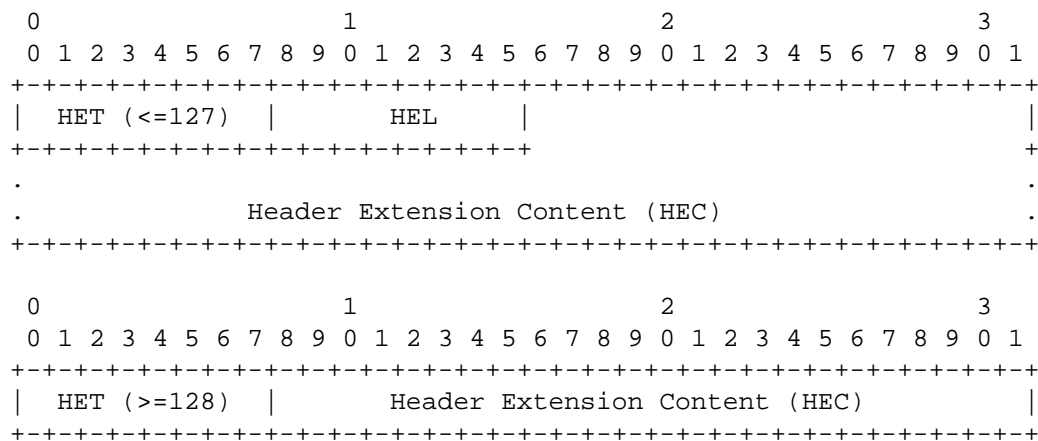 0                   1                   2                   3
 0 1 2 3 4 5 6 7 8 9 0 1 2 3 4 5 6 7 8 9 0 1 2 3 4 5 6 7 8 9 0 1
+-+-+-+-+-+-+-+-+-+-+-+-+-+-+-+-+-+-+-+-+-+-+-+-+-+-+-+-+-+-+-+-+
|  HET (<=127)  |       HEL     |                               |
+-+-+-+-+-+-+-+-+-+-+-+-+-+-+-+-+                               +
.                                                               .
.              Header Extension Content (HEC)                   .
+-+-+-+-+-+-+-+-+-+-+-+-+-+-+-+-+-+-+-+-+-+-+-+-+-+-+-+-+-+-+-+-+

 0                   1                   2                   3
 0 1 2 3 4 5 6 7 8 9 0 1 2 3 4 5 6 7 8 9 0 1 2 3 4 5 6 7 8 9 0 1
+-+-+-+-+-+-+-+-+-+-+-+-+-+-+-+-+-+-+-+-+-+-+-+-+-+-+-+-+-+-+-+-+
|  HET (>=128)  |       Header Extension Content (HEC)          |
+-+-+-+-+-+-+-+-+-+-+-+-+-+-+-+-+-+-+-+-+-+-+-+-+-+-+-+-+-+-+-+-+